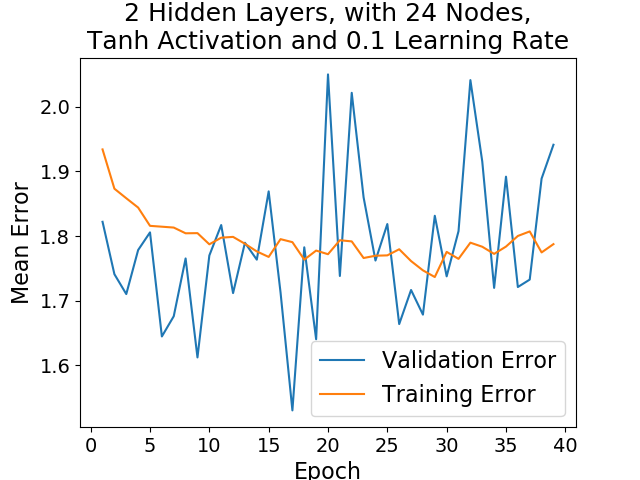 2 Hidden Layers, with 24 Nodes,
Tanh Activation and 0.1 Learning Rate
Mean Error
2.0
1.9
1.8
1.7
1.6
Validation Error
Training Error
0 5 10 15 20 25 30 35 40
Epoch